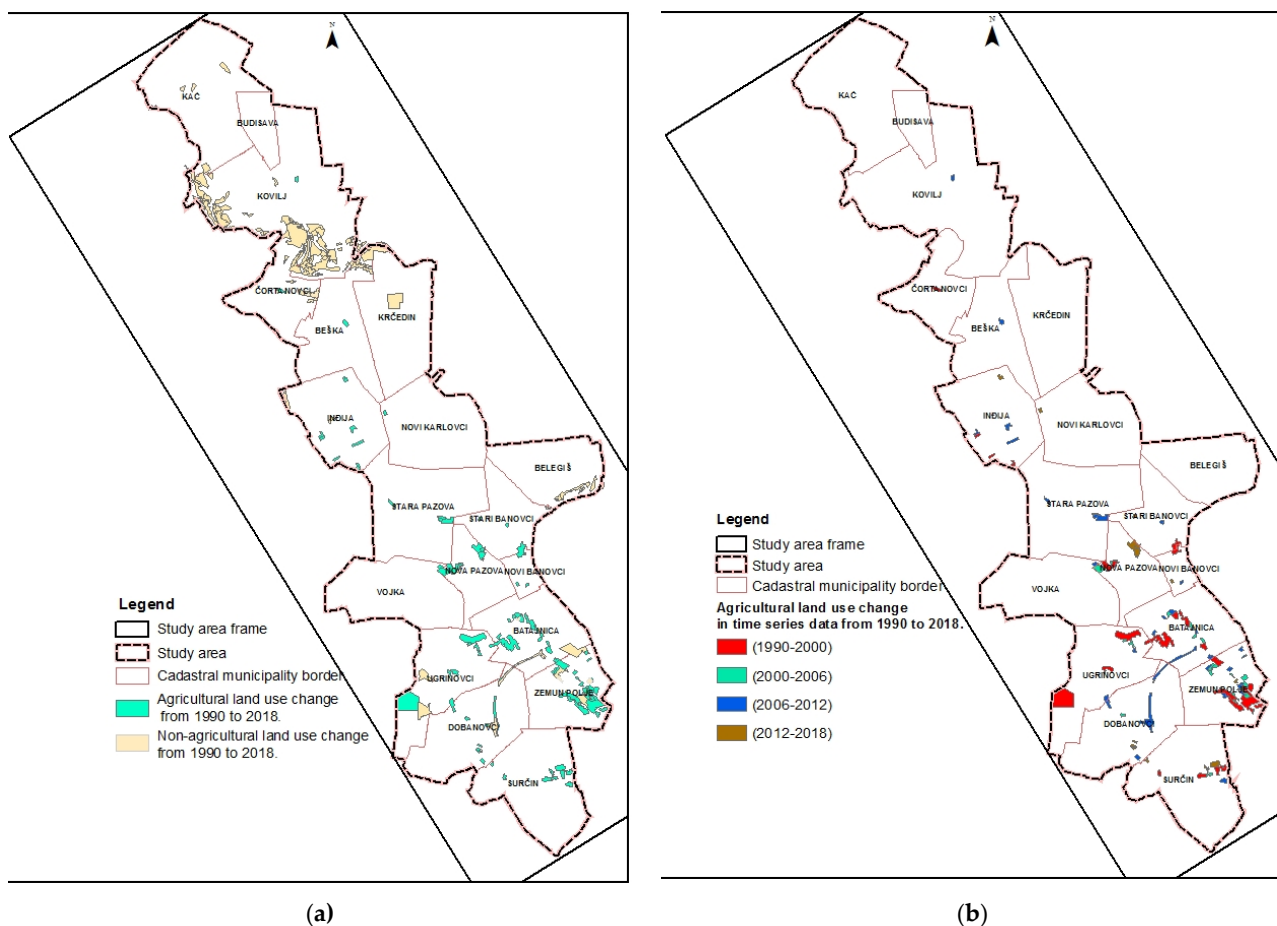 N
KAĆ
BUDISAVA
KOVILJ
ČORTANOVCI
BEŠKA
KRČEDIN
INĐIJA
NOVI KARLOVCI
BELEGIŠ
STARA PAZOVA
STARI BANOVCI
NOVA PAZOVA
NOVI BANOVCI
VOJKA
BATAJNICA
UGRINOVCI
ZEMUN POLJE
DOBANOVCI
SURČIN
Legend
Study area frame
Study area
Cadastral municipality border
Agricultural land use change
from 1990 to 2018.
Non-agricultural land use change
from 1990 to 2018.
(a)
N
KAĆ
BUDISAVA
KOVILJ
ČORTANOVCI
BEŠKA
KRČEDIN
INĐIJA
NOVI KARLOVCI
BELEGIŠ
STARA PAZOVA
STARI BANOVCI
NOVA PAZOVA
NOVI BANOVCI
VOJKA
BATAJNICA
UGRINOVCI
ZEMUN POLJE
DOBANOVCI
SURČIN
Legend
Study area frame
Study area
Cadastral municipality border
Agricultural land use change
in time series data from 1990 to 2018.
(1990-2000)
(2000-2006)
(2006-2012)
(2012-2018)
(b)